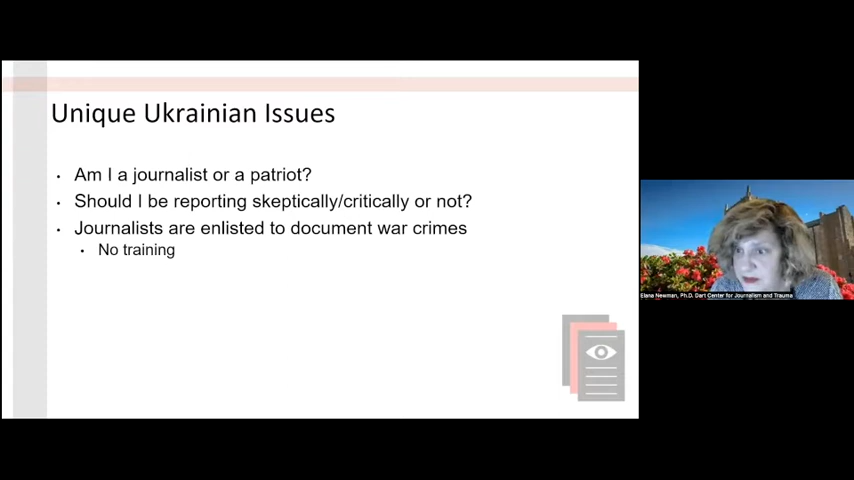 Unique Ukrainian Issues
Am I a journalist or a patriot?
Should I be reporting skeptically/critically or not?
Journalists are enlisted to document war crimes
No training
Elana Newman, Ph.D. Dart Center for Journalism and Trauma